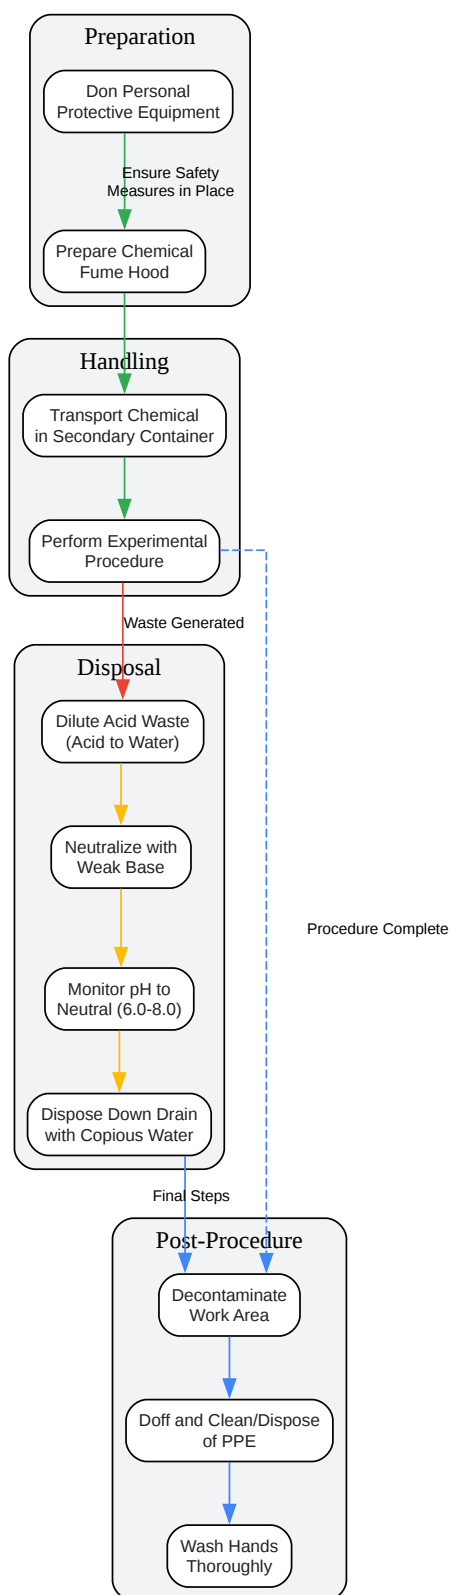 Preparation
Don Personal
Protective Equipment
Ensure Safety
Measures in Place
Prepare Chemical
Fume Hood
Handling
Transport Chemical
in Secondary Container
Perform Experimental
Procedure
Waste Generated
Disposal
Dilute Acid Waste
(Acid to Water)
Neutralize with
Weak Base
Procedure Complete
Monitor pH to
Neutral (6.0-8.0)
Dispose Down Drain
with Copious Water
Final Steps
Post-Procedure
Decontaminate
Work Area
Doff and Clean/Dispose
of PPE
Wash Hands
Thoroughly